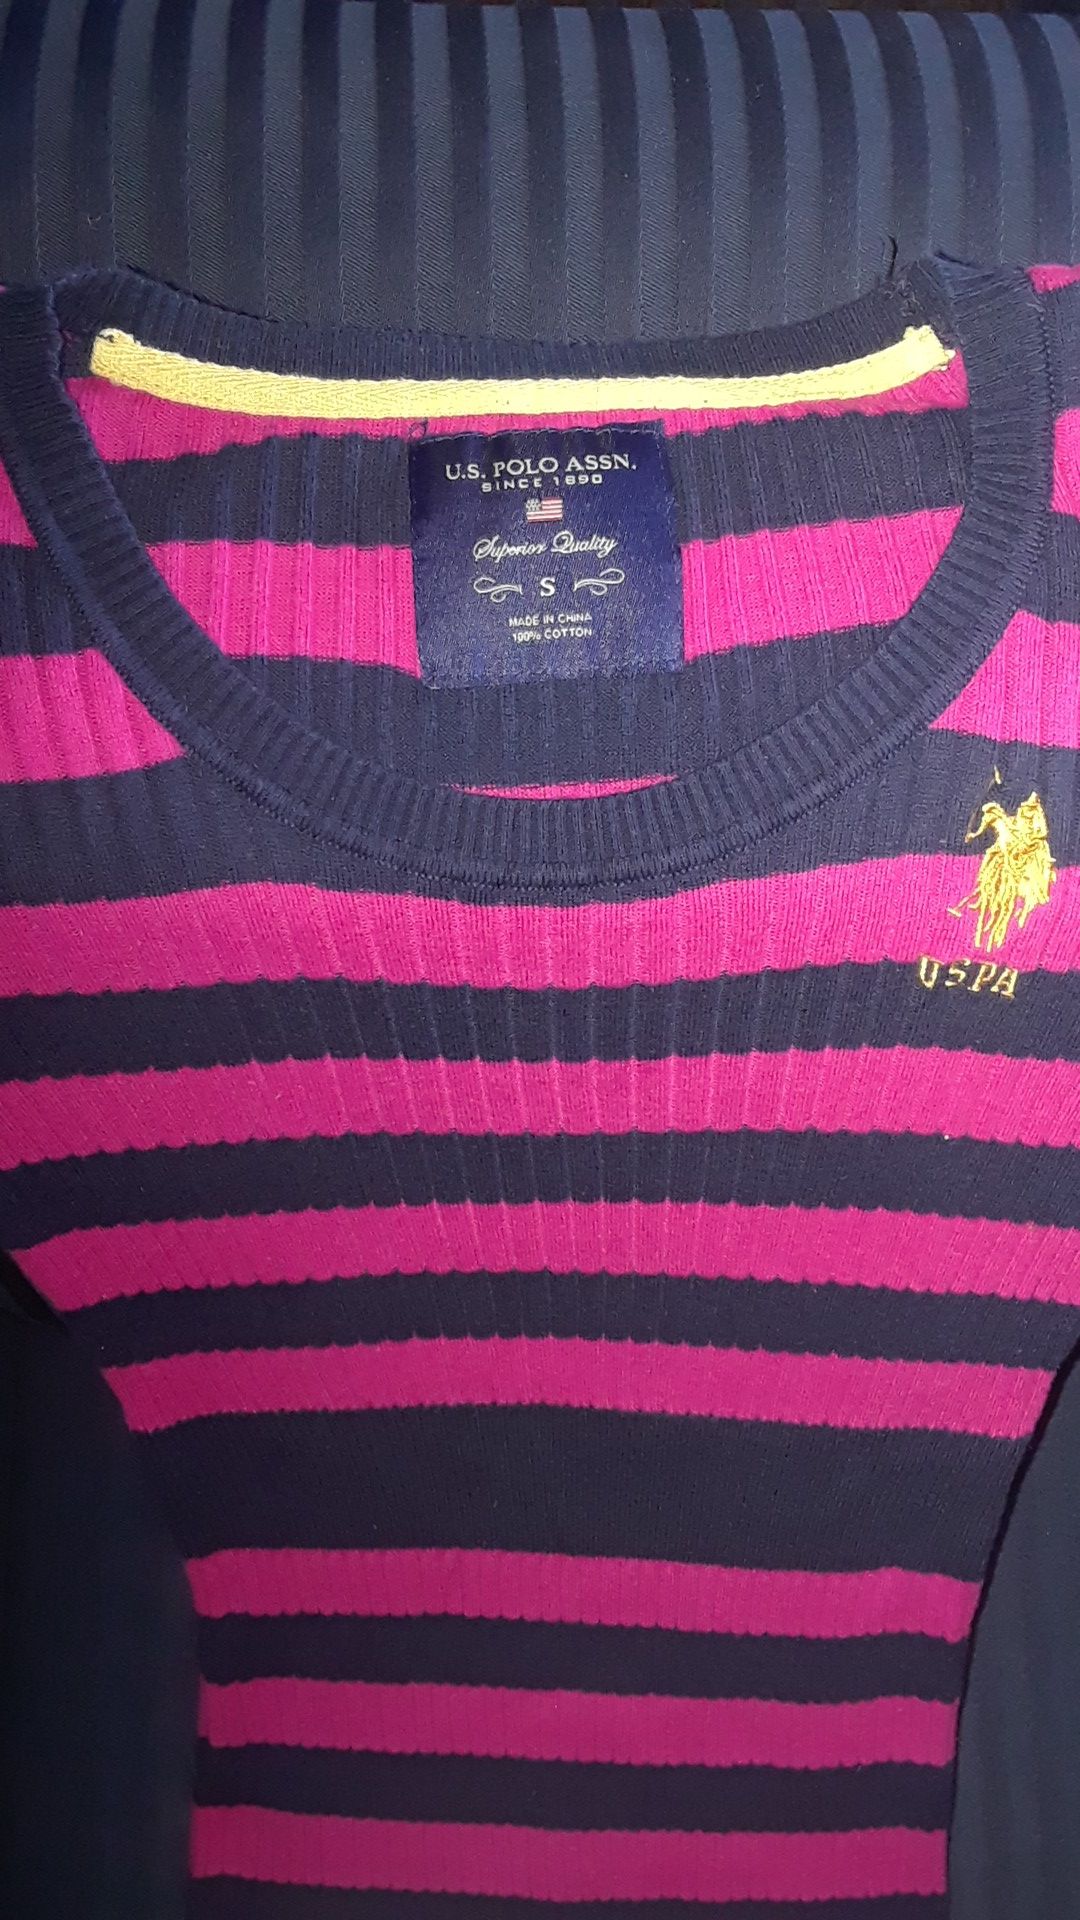 U.S. POLO ASSN.
SINCE 1890
Superior Quality
S
MADE IN CHINA
100% COTTON
USPA